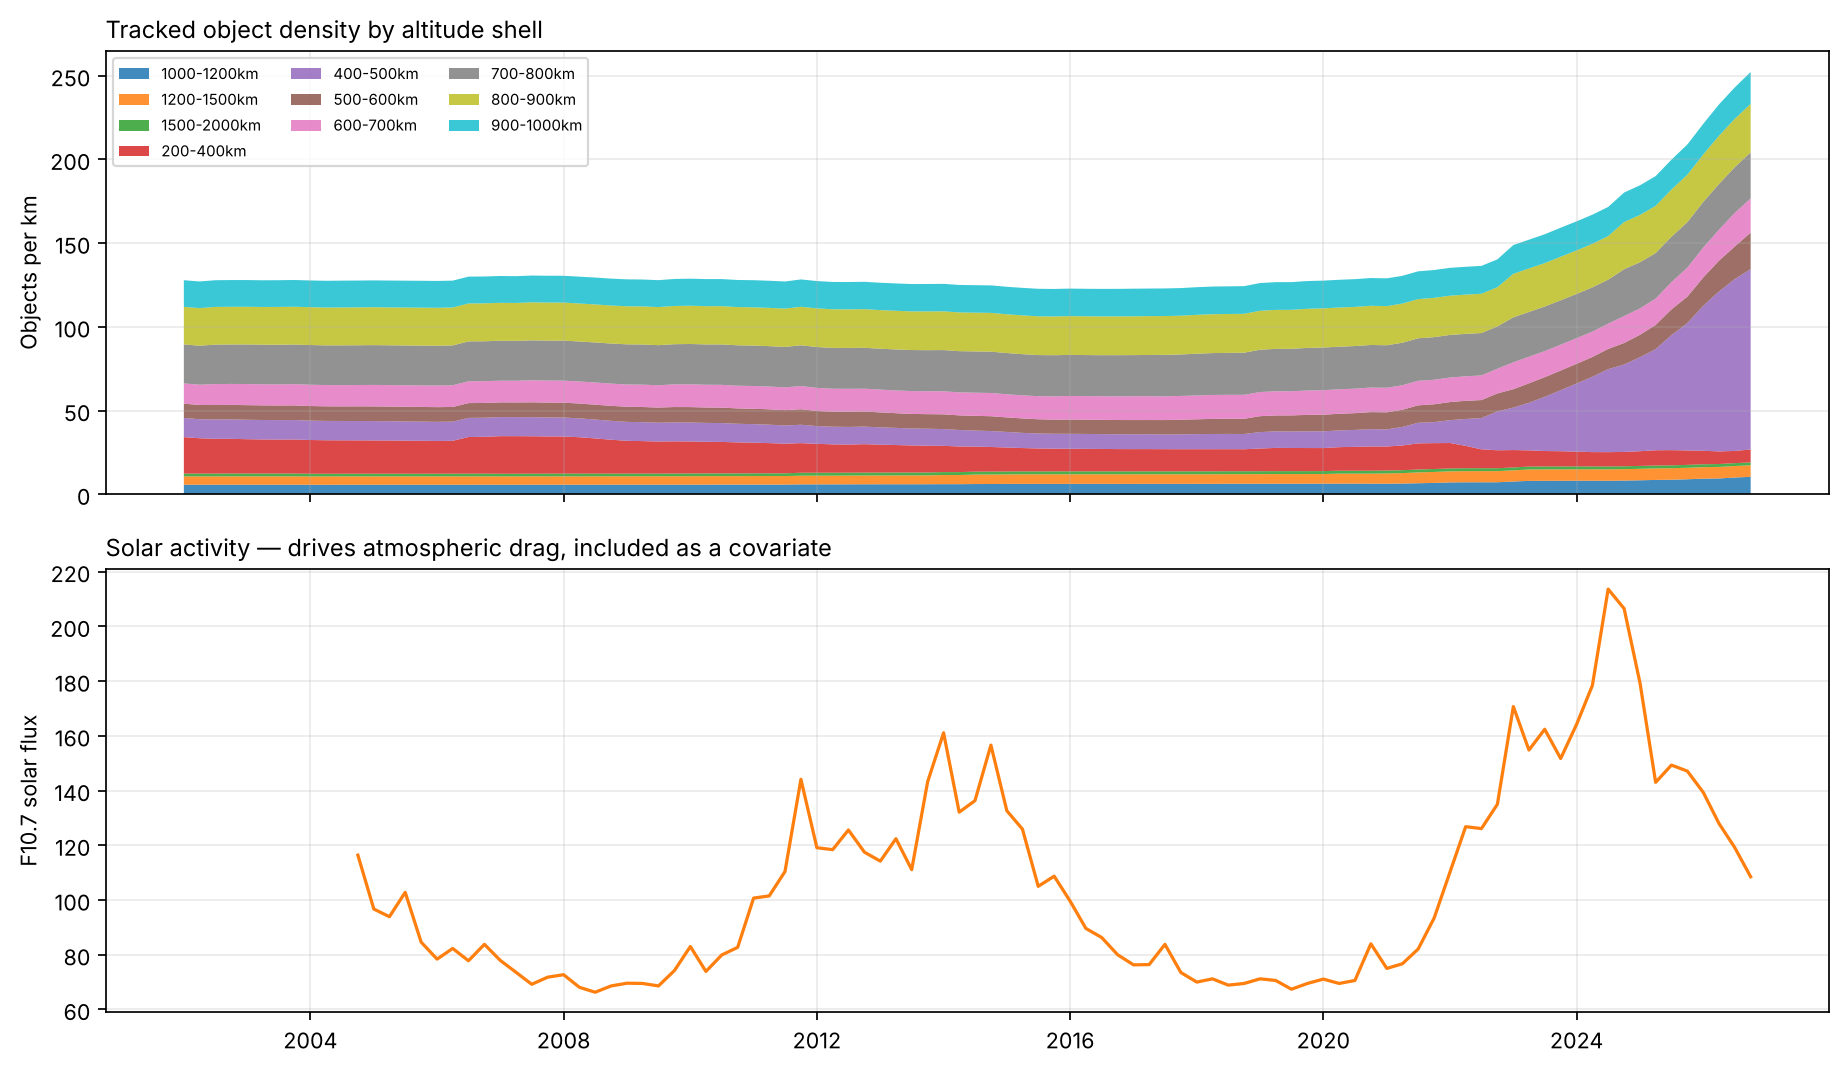 Tracked object density by altitude shell
1000-1200km
1200-1500km
1500-2000km
200-400km
400-500km
500-600km
600-700km
700-800km
800-900km
900-1000km
Objects per km
250
200
150
100
50
0
Solar activity — drives atmospheric drag, included as a covariate
F10.7 solar flux
220
200
180
160
140
120
100
80
60
2004
2008
2012
2016
2020
2024